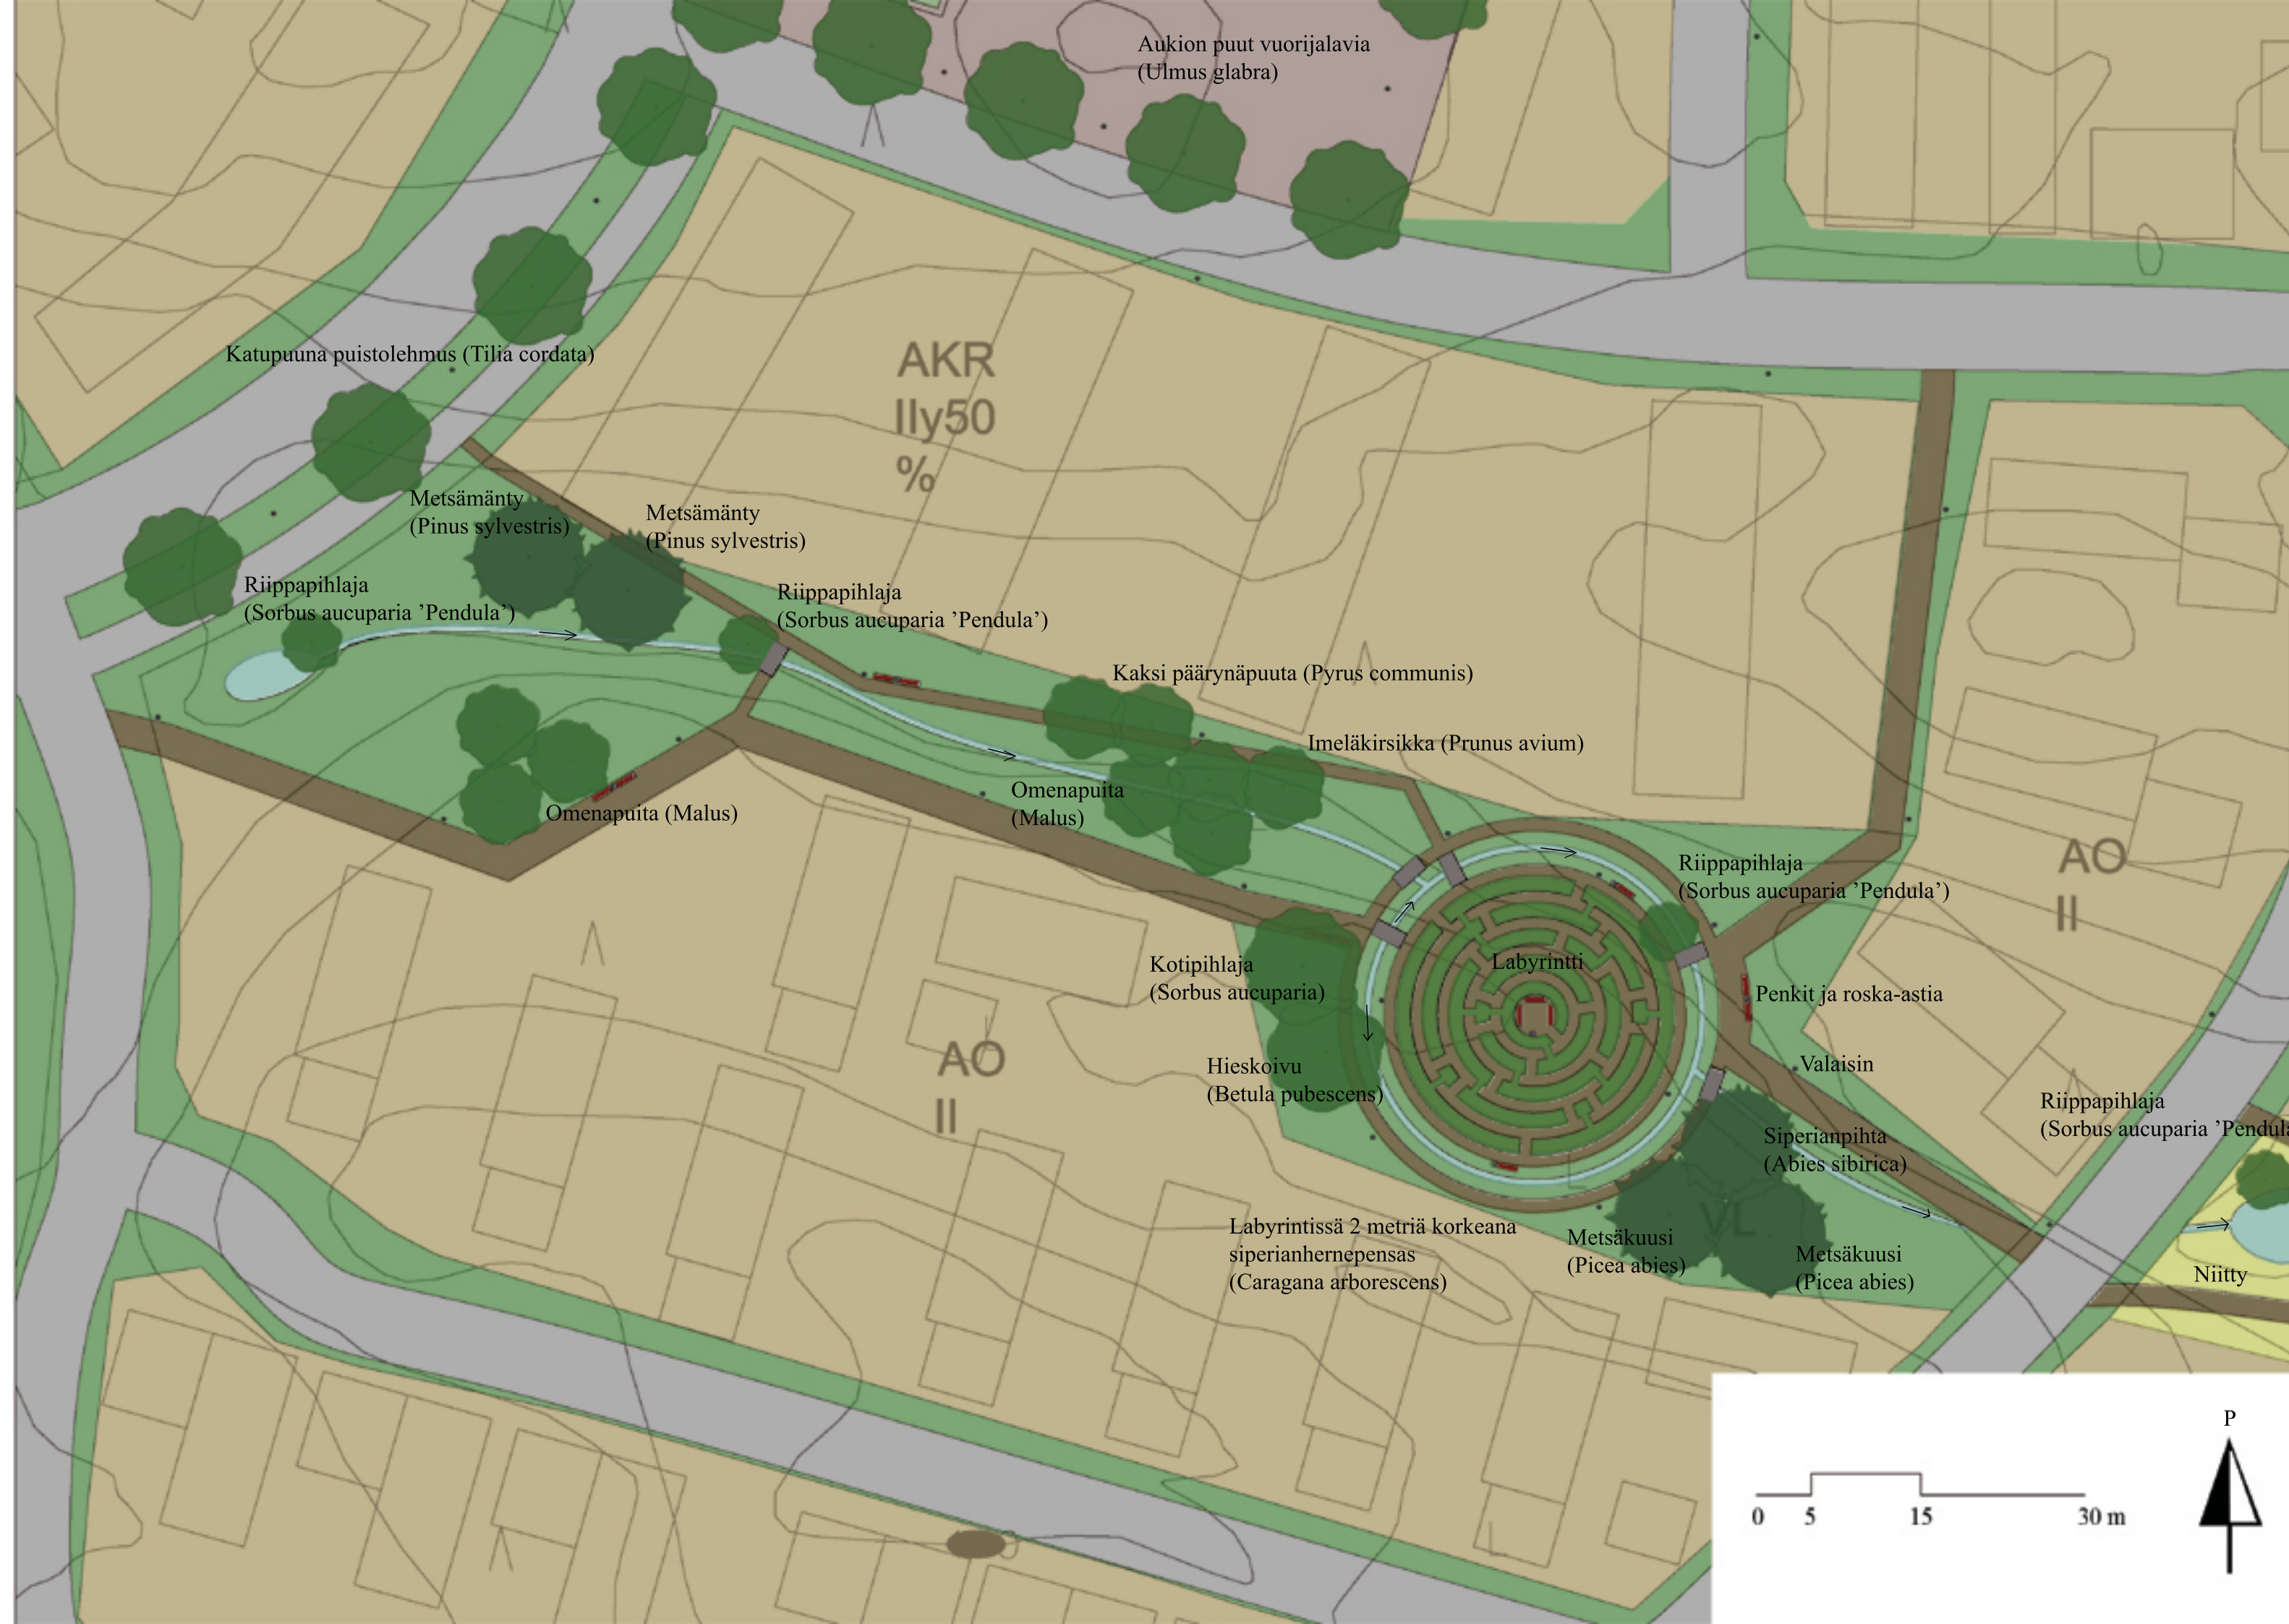 Aukion puut vuorijalavia
(Ulmus glabra)
Katupuuna puistolehmus (Tilia cordata)
AKR
IIy50
%
Metsämänty
(Pinus sylvestris)
Metsämänty
(Pinus sylvestris)
Riippapihlaja
(Sorbus aucuparia ’Pendula’)
Riippapihlaja
(Sorbus aucuparia ’Pendula’)
Kaksi päärynäpuuta (Pyrus communis)
Imeläkirsikka (Prunus avium)
Omenapuita
(Malus)
Omenapuita (Malus)
Riippapihlaja
(Sorbus aucuparia ’Pendula’)
AO
II
Kotipihlaja
(Sorbus aucuparia)
Labyrintti
Penkit ja roska-astia
AO
II
Hieskoivu
(Betula pubescens)
Valaisin
Riippapihlaja
(Sorbus aucuparia ’Pendula
Siperianpihta
(Abies sibirica)
VL
Labyrintissä 2 metriä korkeana
siperianhernepensas
(Caragana arborescens)
Metsäkuusi
(Picea abies)
Metsäkuusi
(Picea abies)
Niitty
P
0 5 15 30 m